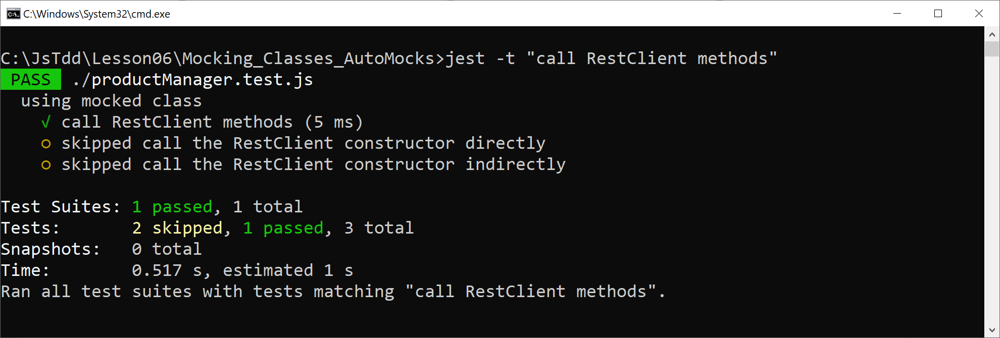 C:\Windows\System32\cmd.exe
C:\JsTdd\Lesson06\Mocking_Classes_AutoMocks>jest -t "call RestClient methods"
PASS ./productManager.test.js
using mocked class
√ call RestClient methods (5 ms)
○ skipped call the RestClient constructor directly
○ skipped call the RestClient constructor indirectly
Test Suites: 1 passed, 1 total
Tests: 2 skipped, 1 passed, 3 total
Snapshots: 0 total
Time: 0.517 s, estimated 1 s
Ran all test suites with tests matching "call RestClient methods".